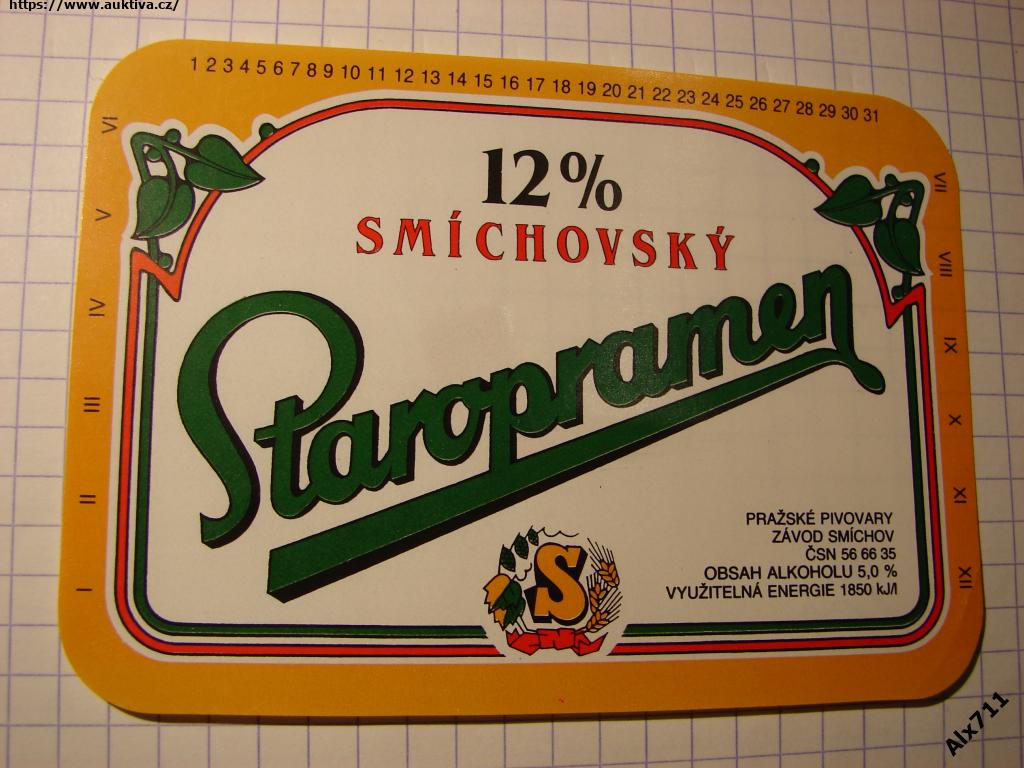 https://www.auktiva.cz/
1 2 3 4 5 6 7 8 9 10 11 12 13 14 15 16 17 18 19 20 21 22 23 24 25 26 27 28 29 30 31
VI
V
IV
III
II
I
VII
VIII
IX
X
XI
XII
12%
SMÍCHOVSKÝ
Staropramen
S
PRAŽSKÉ PIVOVARY
ZÁVOD SMÍCHOV
ČSN 56 66 35
OBSAH ALKOHOLU 5,0 %
VYUŽITELNÁ ENERGIE 1850 kJ/l
Alx711